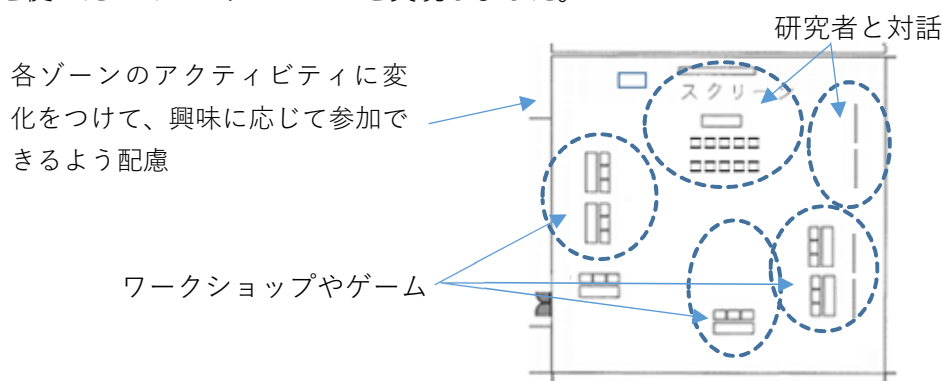 研究者と対話
各ゾーンのアクティビティに変
化をつけて、興味に応じて参加で
きるよう配慮
スクリーン
ワークショップやゲーム